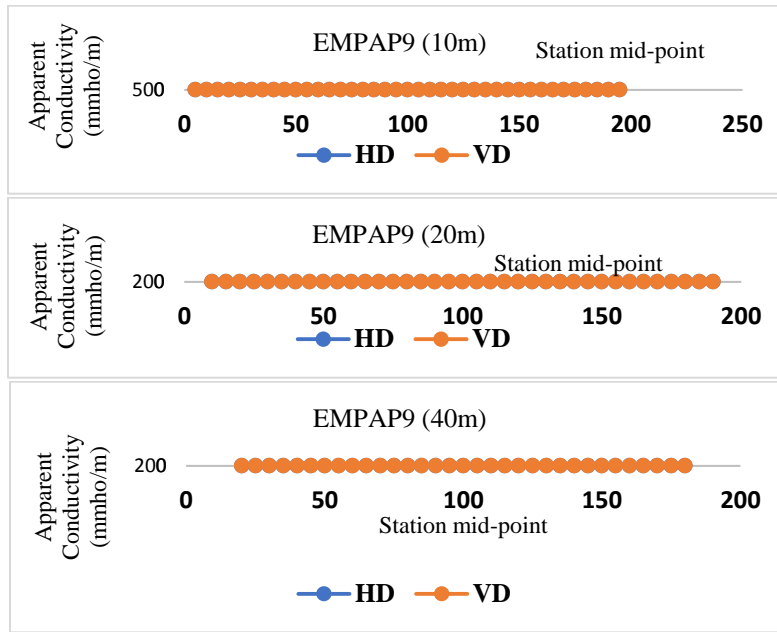 EMPAP9 (10m)
Station mid-point
Apparent
Conductivity
(mmho/m)
500
0 50 100 150 200 250
HD VD
EMPAP9 (20m)
Station mid-point
Apparent
Conductivity
(mmho/m)
200
0 50 100 150 200
HD VD
EMPAP9 (40m)
Apparent
Conductivity
(mmho/m)
200
0 50 100 150 200
Station mid-point
HD VD